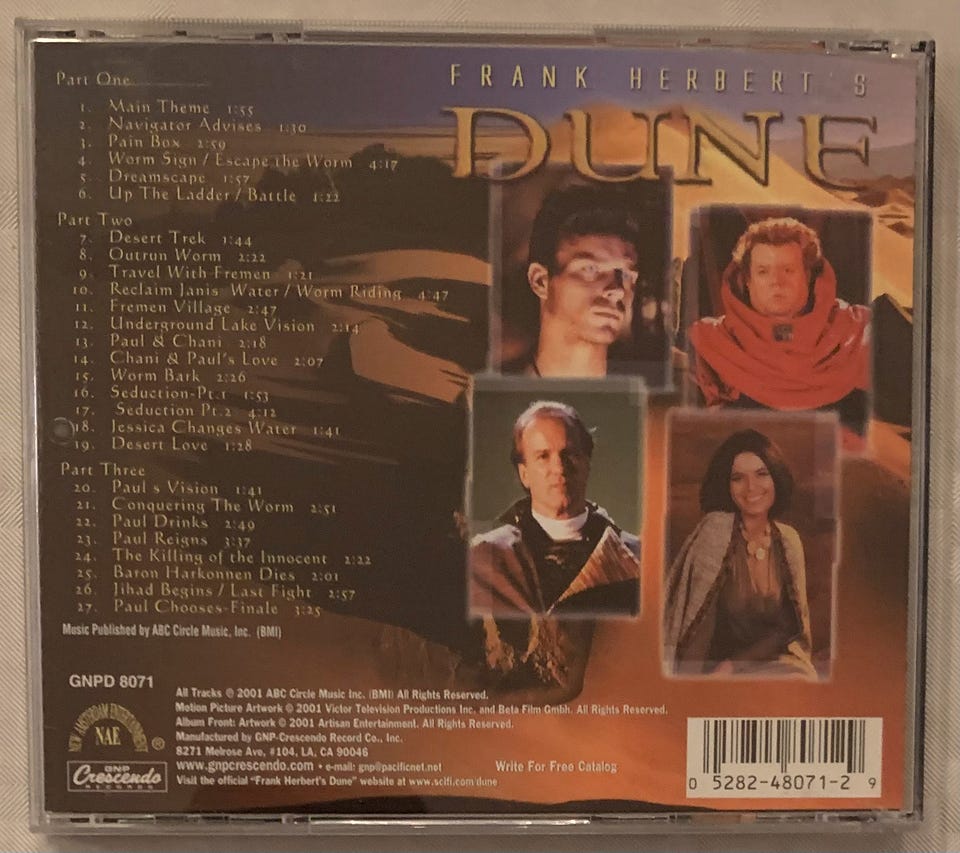 FRANK HERBERT'S
DUNE
Part One
1. Main Theme 1:55
2. Navigator Advises 1:30
3. Pain Box 2:59
4. Worm Sign / Escape the Worm 4:17
5. Dreamscape 1:57
6. Up The Ladder / Battle 1:22
Part Two
7. Desert Trek 1:44
8. Outrun Worm 2:22
9. Travel With Fremen 1:21
10. Reclaim Janis Water / Worm Riding 4:47
11. Fremen Village 2:47
12. Underground Lake Vision 2:14
13. Paul & Chani 2:18
14. Chani & Paul's Love 2:07
15. Worm Bark 2:26
16. Seduction-Pt.1 1:53
17. Seduction Pt.2 4:12
18. Jessica Changes Water 1:41
19. Desert Love 1:28
Part Three
20. Paul s Vision 1:41
21. Conquering The Worm 2:51
22. Paul Drinks 2:49
23. Paul Reigns 3:37
24. The Killing of the Innocent 2:22
25. Baron Harkonnen Dies 2:01
26. Jihad Begins / Last Fight 2:57
27. Paul Chooses-Finale 3:25
Music Published by ABC Circle Music, Inc. (BMI)
GNPD 8071
All Tracks ℗ 2001 ABC Circle Music Inc. (BMI) All Rights Reserved.
Motion Picture Artwork © 2001 Victor Television Productions Inc. and Beta Film Gmbh. All Rights Reserved.
Album Front: Artwork © 2001 Artisan Entertainment. All Rights Reserved.
Manufactured by GNP-Crescendo Record Co., Inc.
8271 Melrose Ave, #104, LA, CA 90046
www.gnpcrescendo.com • e-mail: gnp@pacificnet.net Write For Free Catalog
Visit the official "Frank Herbert's Dune" website at www.scifi.com/dune
NEW AMSTERDAM ENTERTAINMENT
NAE ®
GNP
Crescendo
RECORDS
0 5282-48071-2 9